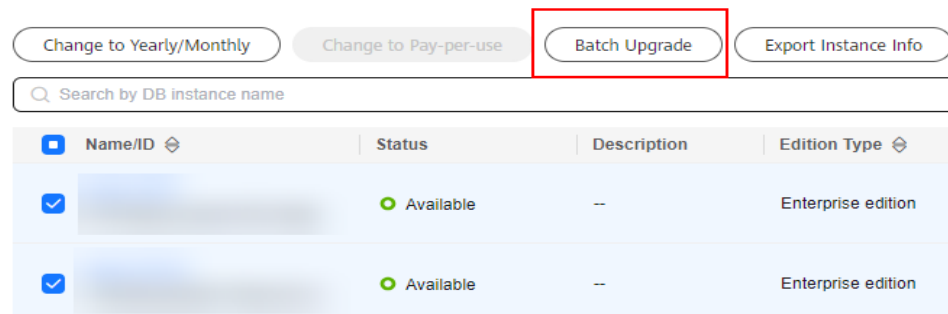 Change to Yearly/Monthly Change to Pay-per-use Batch Upgrade Export Instance Info
Search by DB instance name
Name/ID Status Description Edition Type
Available -- Enterprise edition
Available -- Enterprise edition